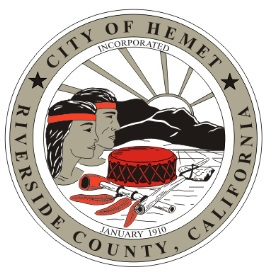 CITY OF HEMET
INCORPORATED
JANUARY 1910
RIVERSIDE COUNTY, CALIFORNIA